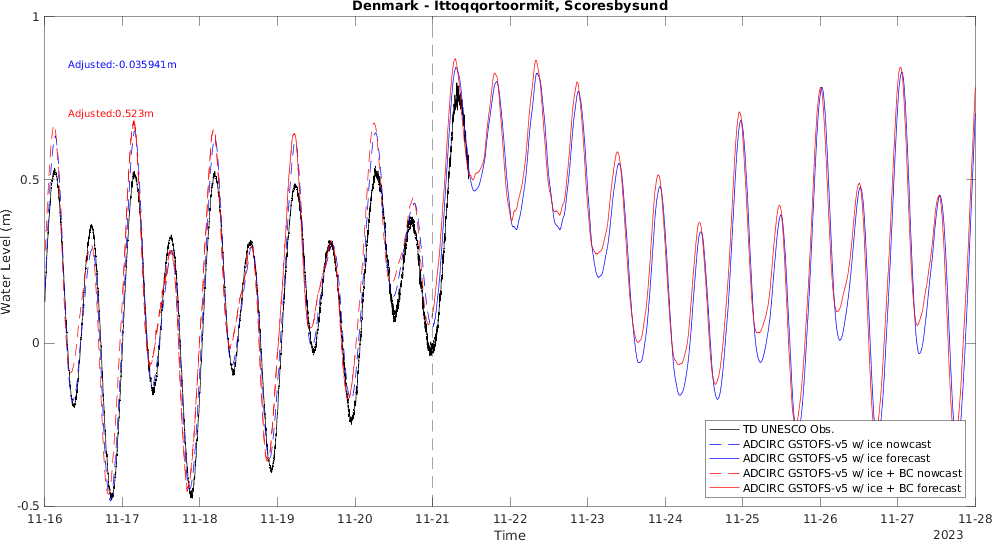 Denmark - Ittoqqortoormiit, Scoresbysund
1
Adjusted:-0.035941m
Adjusted:0.523m
0.5
Water Level (m)
0
TD UNESCO Obs.
ADCIRC GSTOFS-v5 w/ ice nowcast
ADCIRC GSTOFS-v5 w/ ice forecast
ADCIRC GSTOFS-v5 w/ ice + BC nowcast
ADCIRC GSTOFS-v5 w/ ice + BC forecast
-0.5
11-16 11-17 11-18 11-19 11-20 11-21 11-22 11-23 11-24 11-25 11-26 11-27 11-28
Time
2023